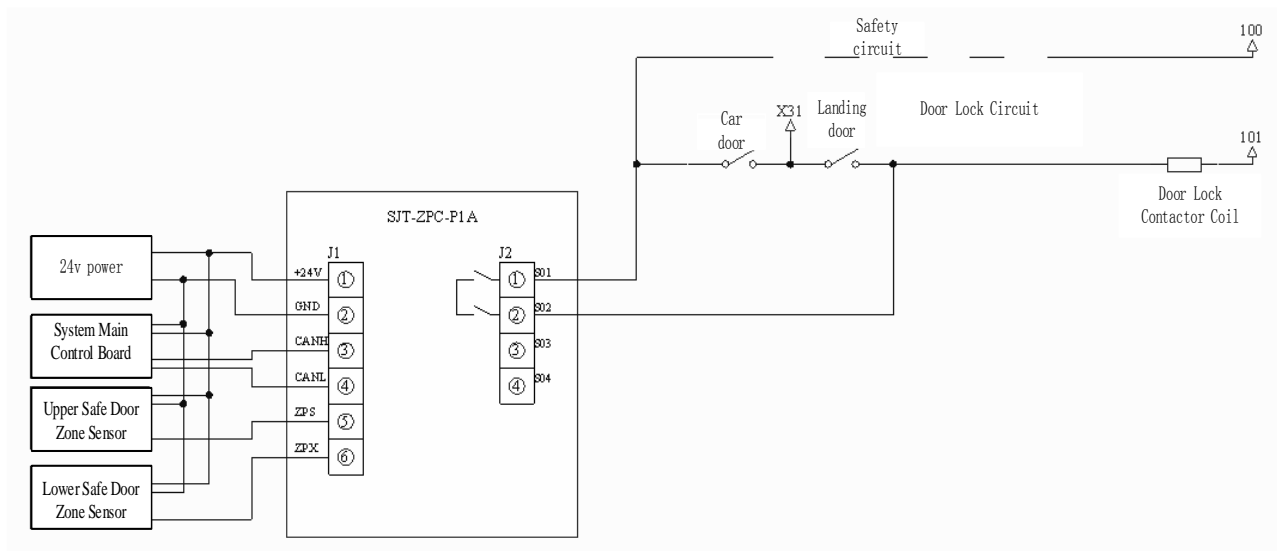 Safety
circuit
100
X31
Landing
door
Door Lock Circuit
Car
door
101
Door Lock
Contactor Coil
SJT-ZPC-P1A
J1
J2
24v power
+24V
①
①
S01
GND
②
②
S02
System Main
Control Board
CANH
③
③
S03
CANL
④
④
S04
Upper Safe Door
Zone Sensor
ZPS
⑤
ZPX
⑥
Lower Safe Door
Zone Sensor